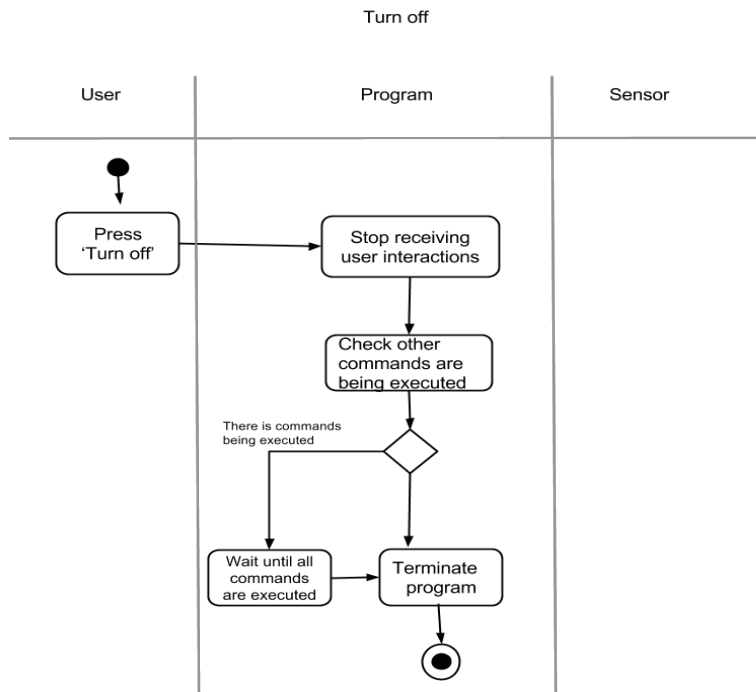 Turn off
User
Program
Sensor
Press
‘Turn off’
Stop receiving
user interactions
Check other
commands are
being executed
There is commands
being executed
Wait until all
commands
are executed
Terminate
program